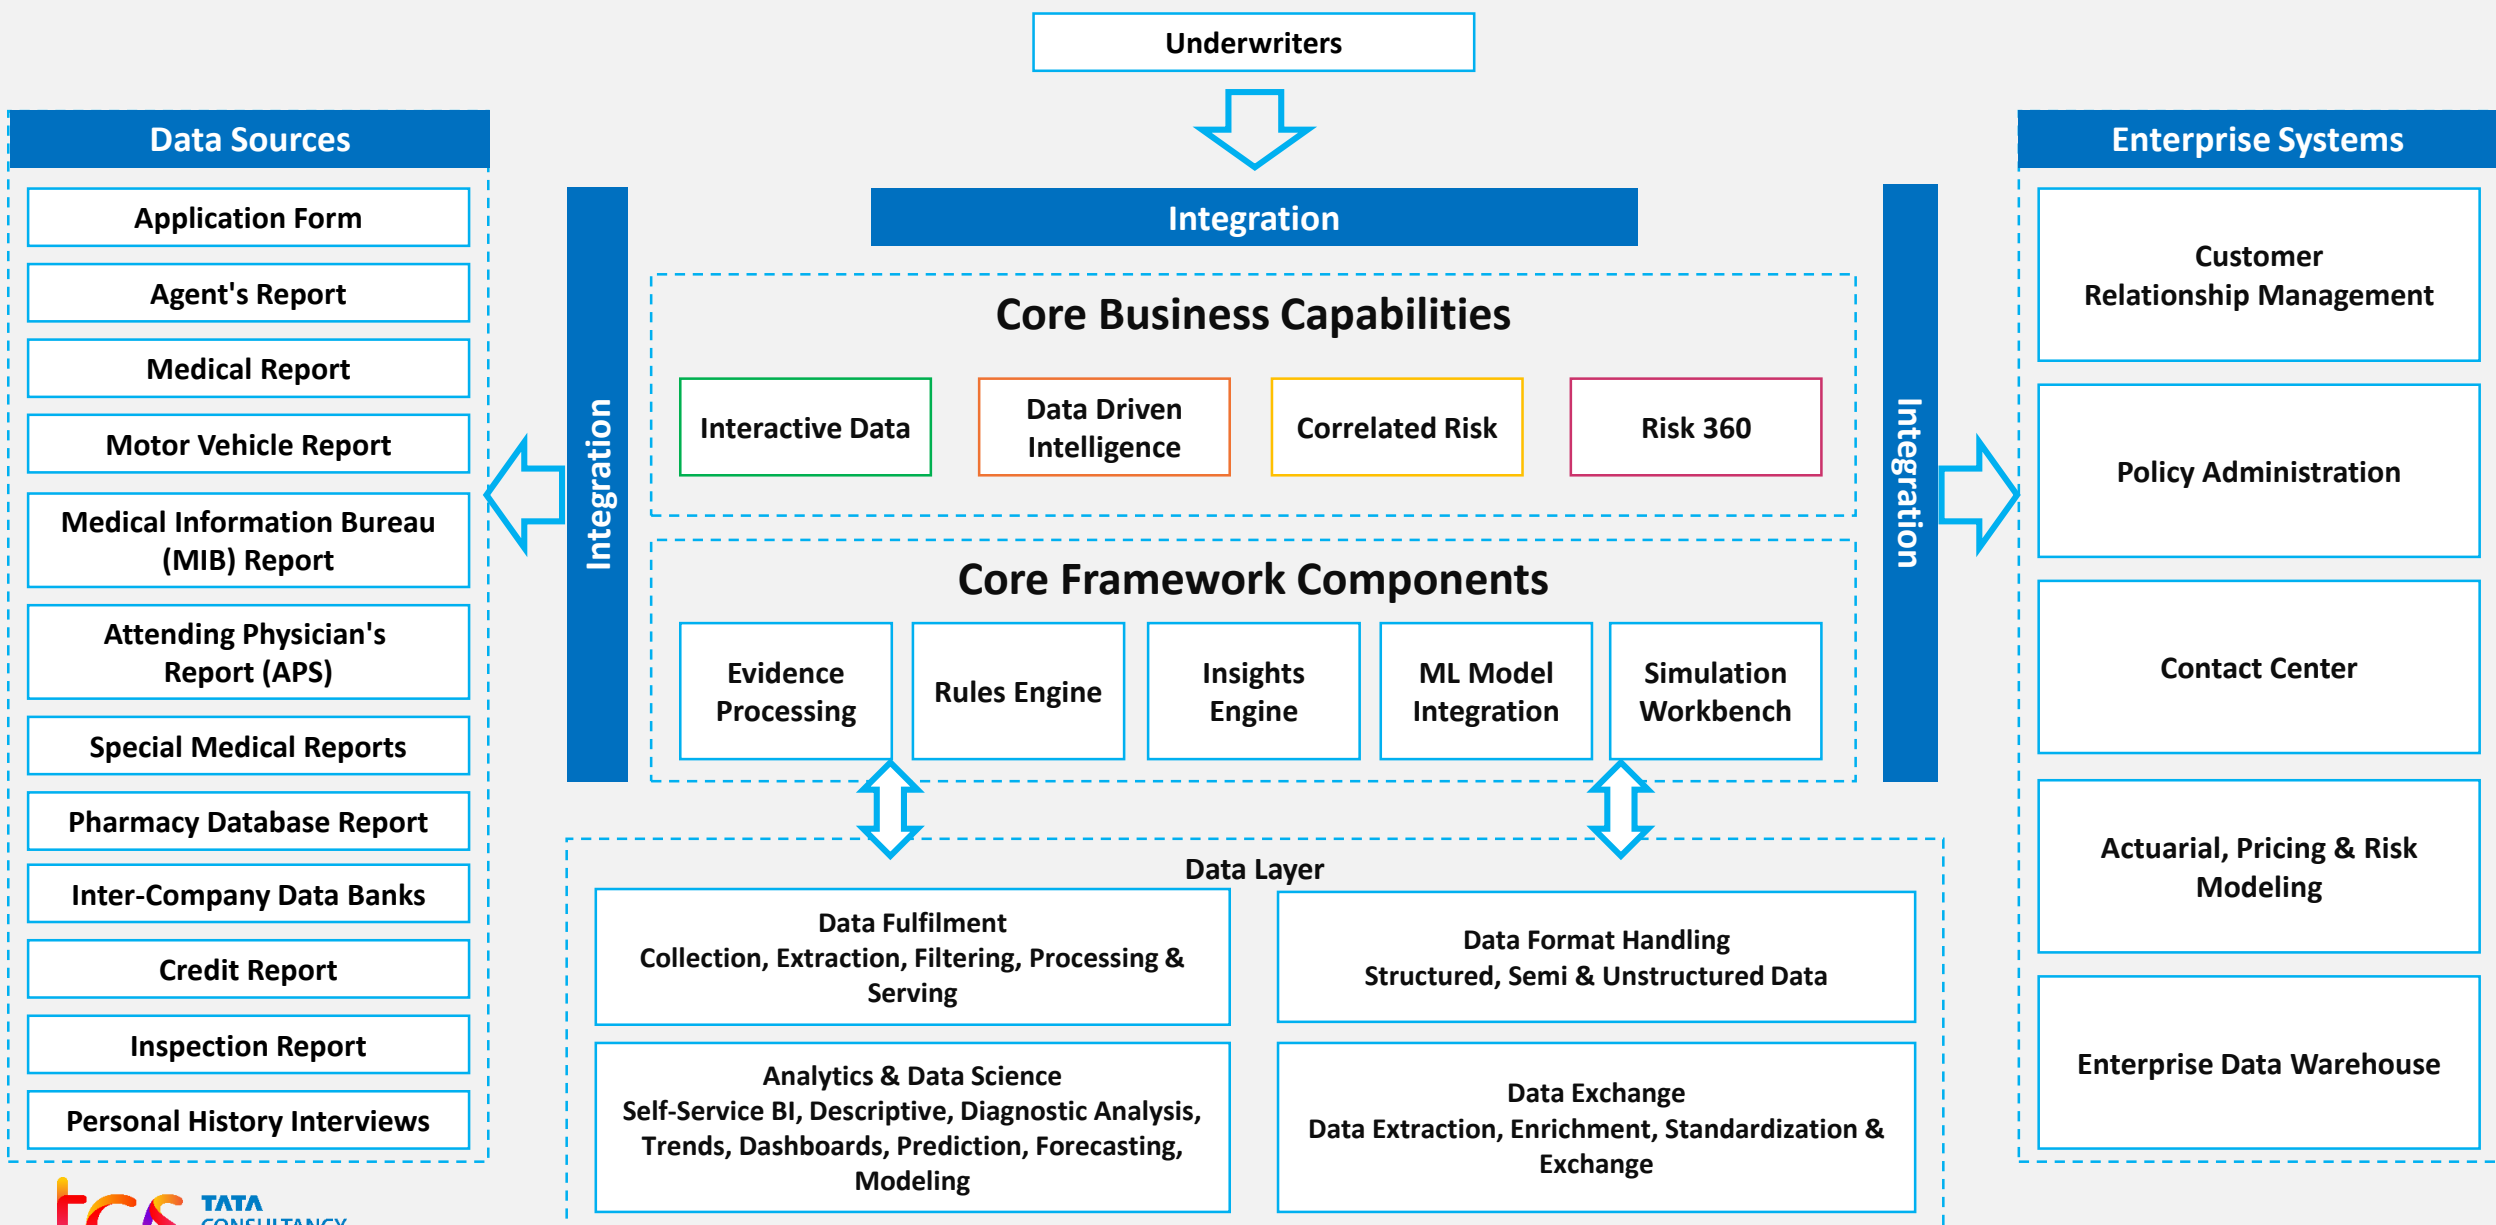 Underwriters
Data Sources
Application Form
Agent's Report
Medical Report
Motor Vehicle Report
Medical Information Bureau
(MIB) Report
Attending Physician's
Report (APS)
Special Medical Reports
Pharmacy Database Report
Inter-Company Data Banks
Credit Report
Inspection Report
Personal History Interviews
Integration
Integration
Core Business Capabilities
Interactive Data
Data Driven
Intelligence
Correlated Risk
Risk 360
Core Framework Components
Evidence
Processing
Rules Engine
Insights
Engine
ML Model
Integration
Simulation
Workbench
Data Layer
Data Fulfilment
Collection, Extraction, Filtering, Processing &
Serving
Data Format Handling
Structured, Semi & Unstructured Data
Analytics & Data Science
Self-Service BI, Descriptive, Diagnostic Analysis,
Trends, Dashboards, Prediction, Forecasting,
Modeling
Data Exchange
Data Extraction, Enrichment, Standardization &
Exchange
Integration
Enterprise Systems
Customer
Relationship Management
Policy Administration
Contact Center
Actuarial, Pricing & Risk
Modeling
Enterprise Data Warehouse
tcs
TATA
CONSULTANCY